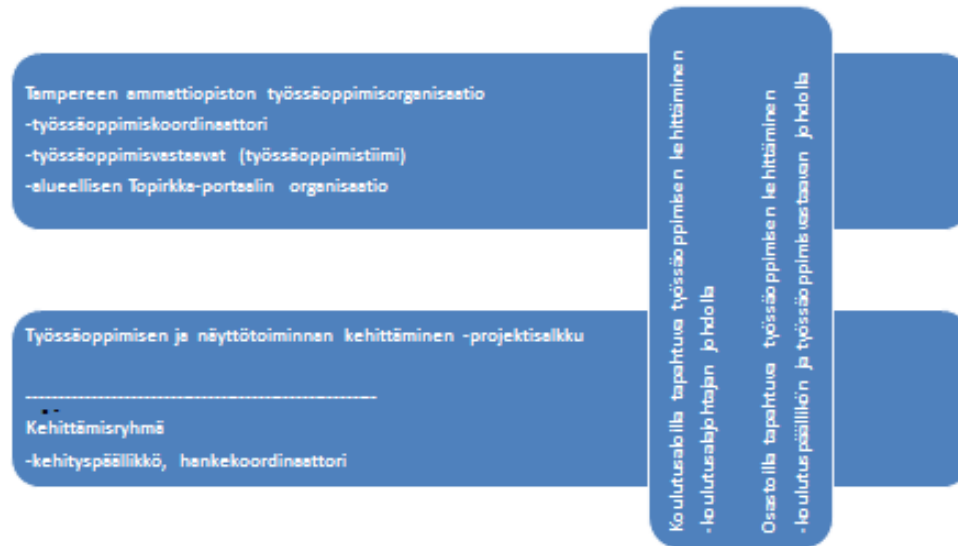 Tampereen ammattiopiston työssäoppimisorganisaatio
-työssäoppimiskoordinaattori
-työssäoppimisvastaavat (työssäoppimistiimi)
-alueellisen Topirkka-portaalin organisaatio
Työssäoppimisen ja näyttötoiminnan kehittäminen -projektisalkku
Kehittämisryhmä
-kehityspäällikkö, hankekoordinaattori
Koulutusaloilla tapahtuva työssäoppimisen kehittäminen
-koulutusalajohtajan johdolla
Osastoilla tapahtuva työssäoppimisen kehittäminen
-koulutuspäällikön ja työssäoppimisvastaavan johdolla